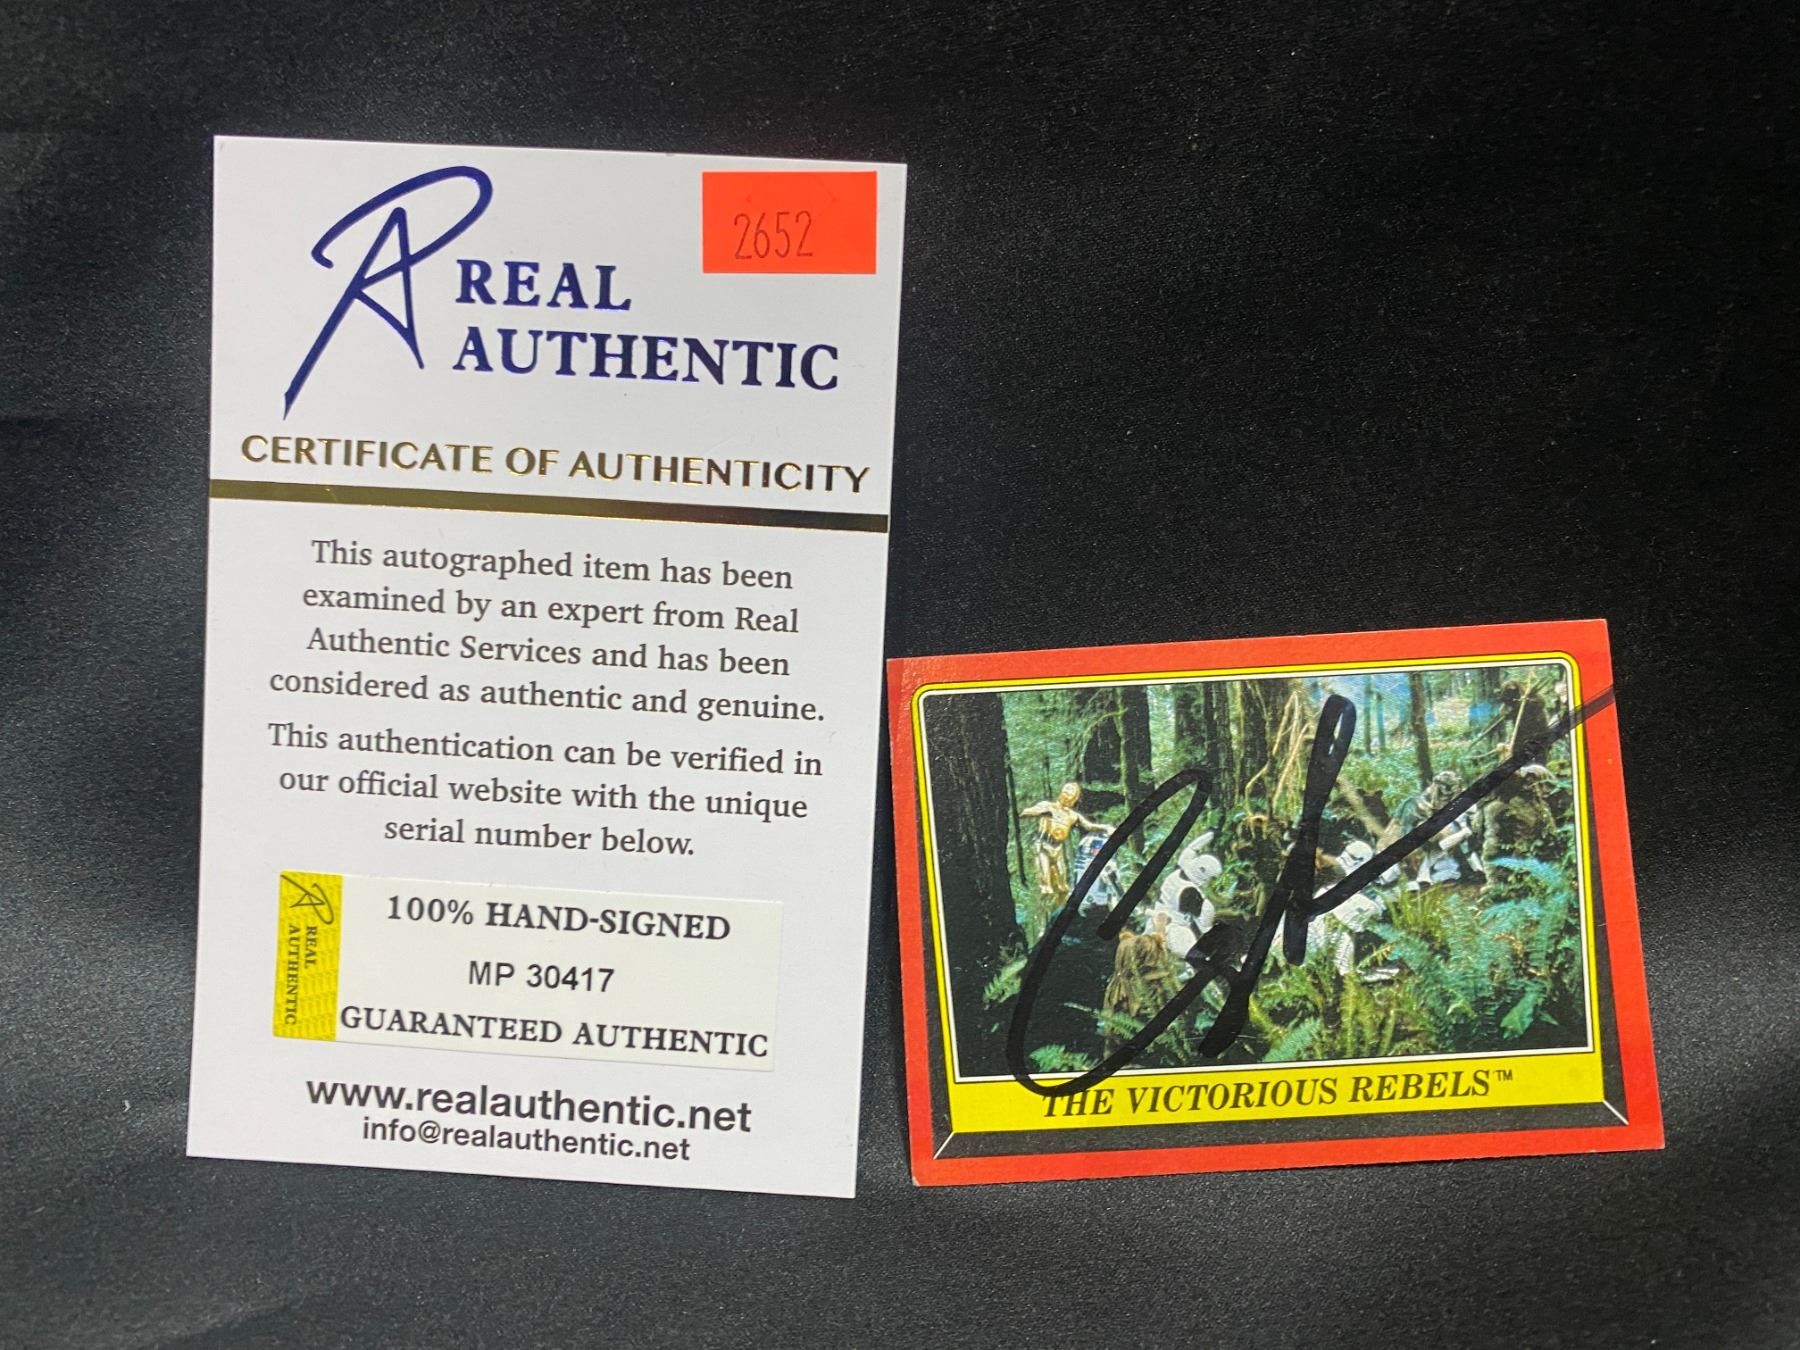 2652
REAL
AUTHENTIC
CERTIFICATE OF AUTHENTICITY
This autographed item has been
examined by an expert from Real
Authentic Services and has been
considered as authentic and genuine.
This authentication can be verified in
our official website with the unique
serial number below.
REAL
AUTHENTIC
100% HAND-SIGNED
MP 30417
GUARANTEED AUTHENTIC
www.realauthentic.net
info@realauthentic.net
THE VICTORIOUS REBELS™